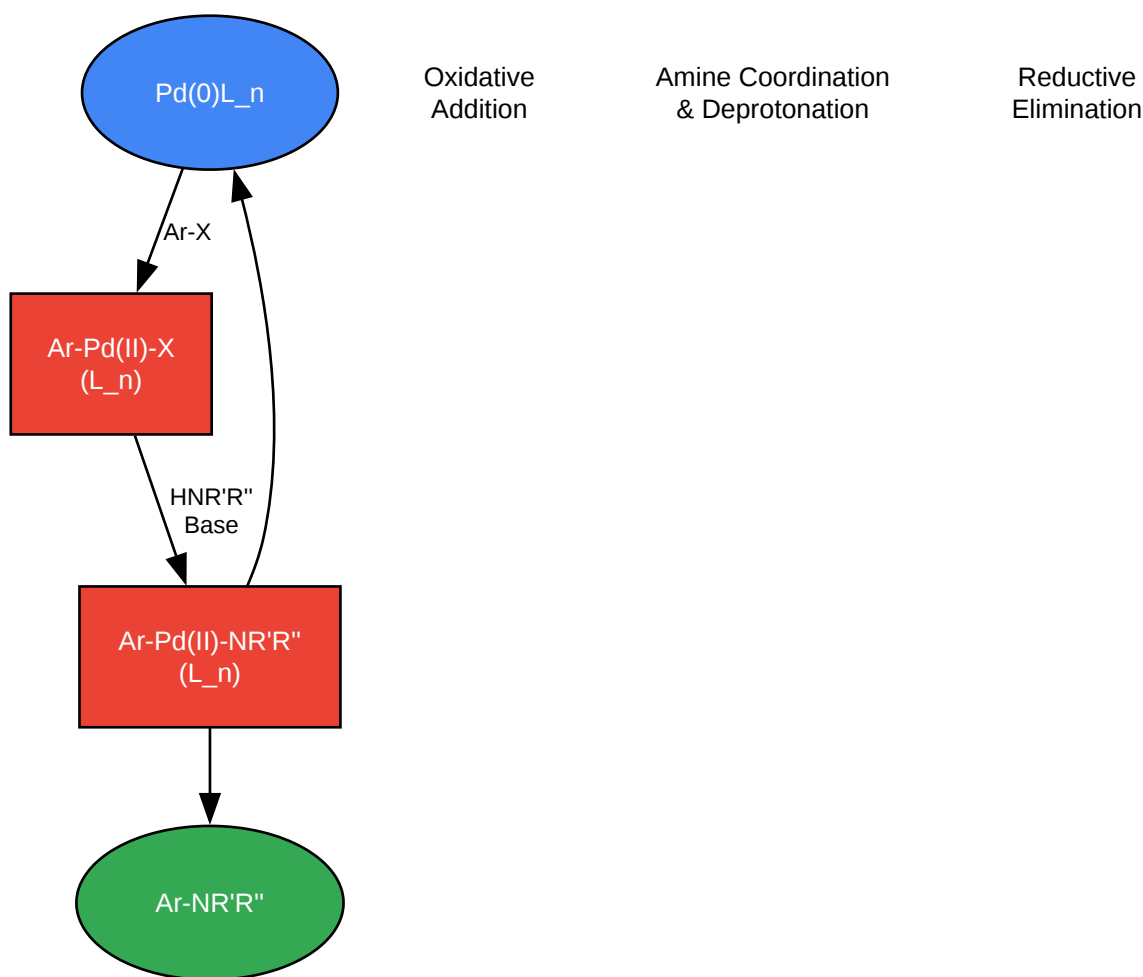 Pd(0)L_n
Oxidative
Addition
Amine Coordination
& Deprotonation
Reductive
Elimination
Ar-X
Ar-Pd(II)-X
(L_n)
HNR'R"
Base
Ar-Pd(II)-NR'R"
(L_n)
Ar-NR'R"